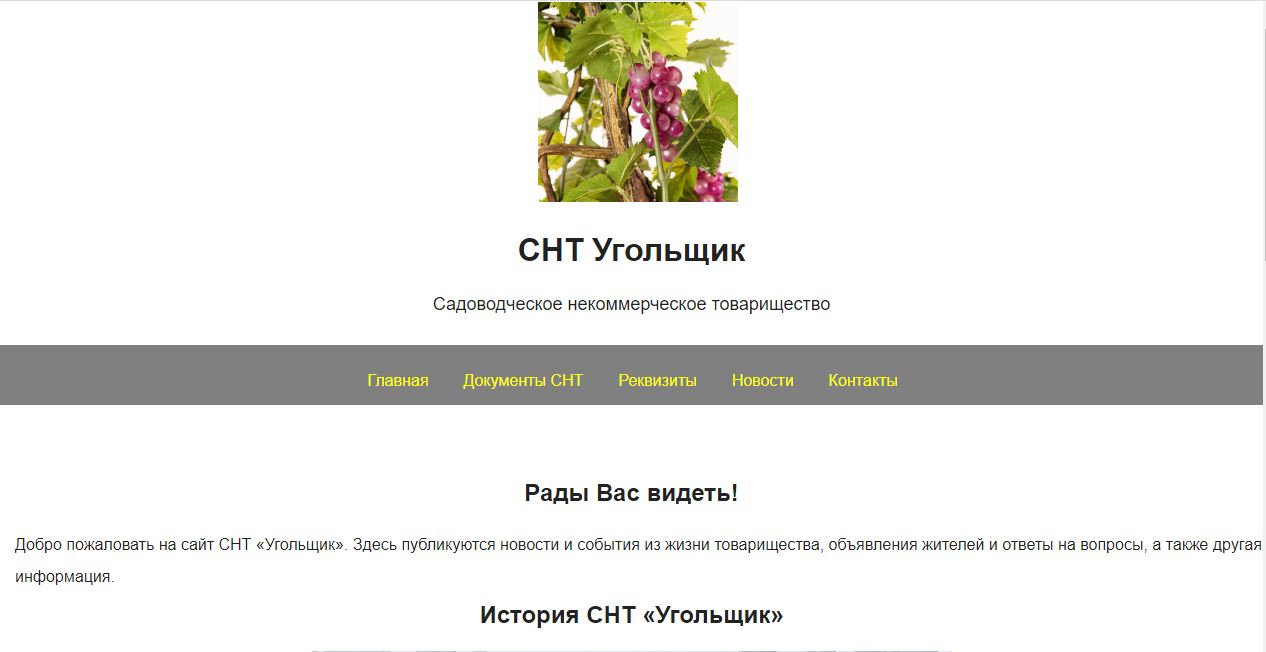 СНТ Угольщик
Садоводческое некоммерческое товарищество
Главная Документы СНТ Реквизиты Новости Контакты
Рады Вас видеть!
Добро пожаловать на сайт СНТ «Угольщик». Здесь публикуются новости и события из жизни товарищества, объявления жителей и ответы на вопросы, а также другая
информация.
История СНТ «Угольщик»